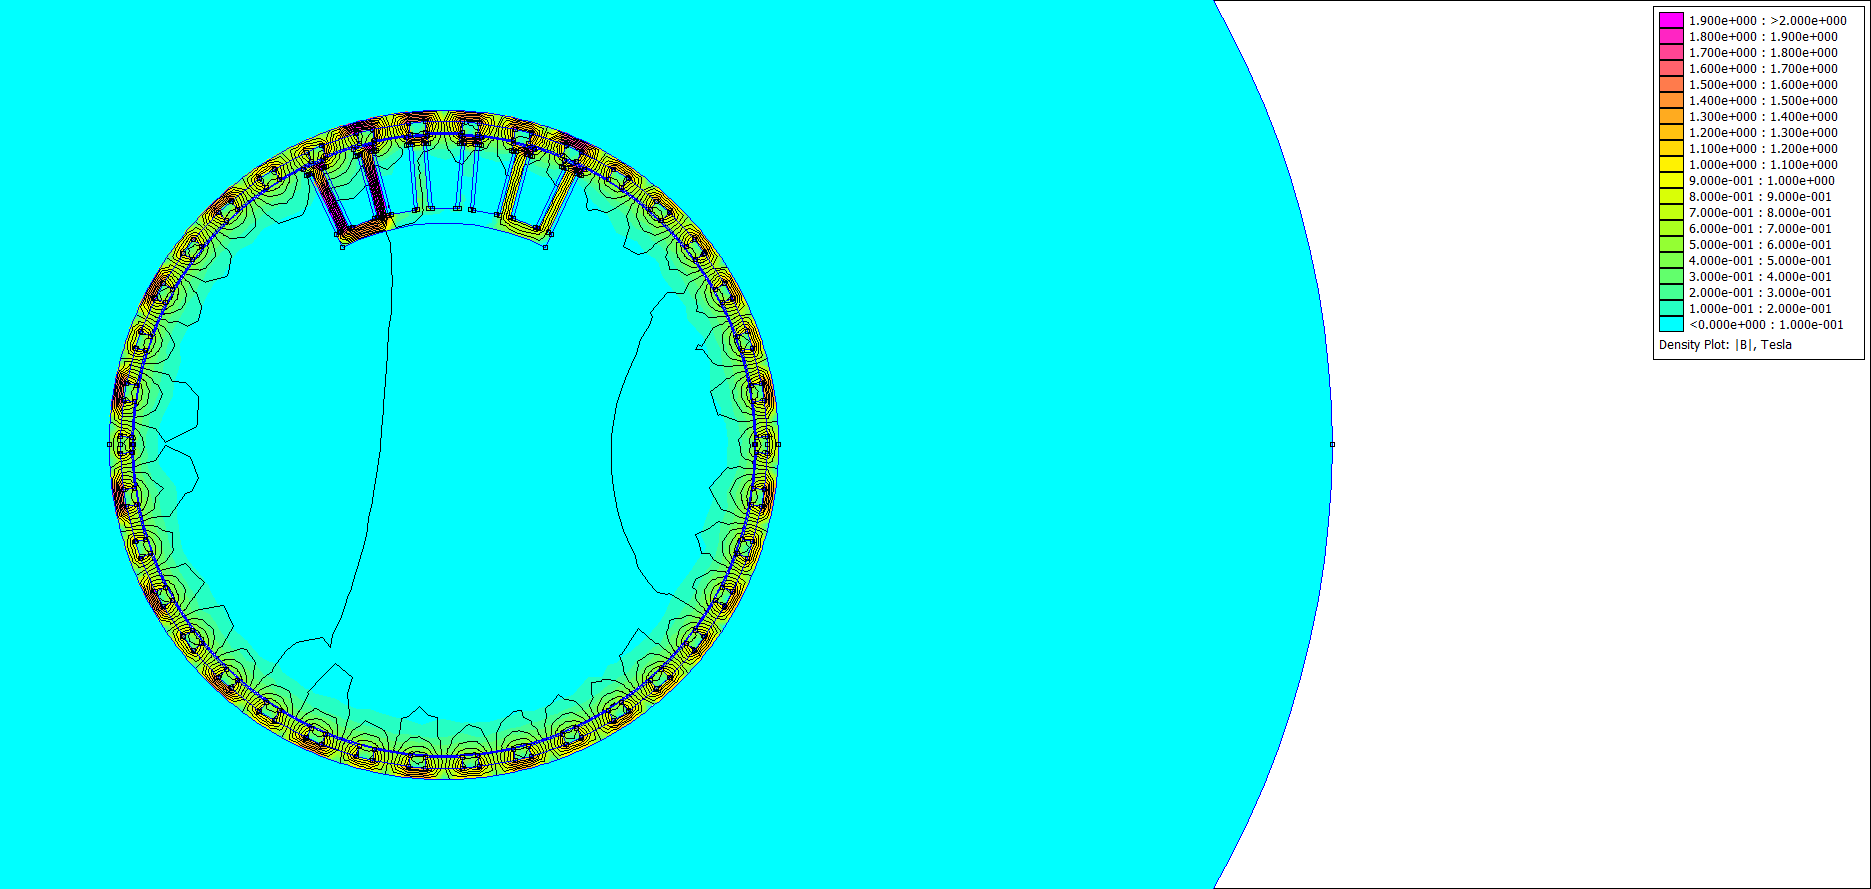 1.900e+000 : >2.000e+000
1.800e+000 : 1.900e+000
1.700e+000 : 1.800e+000
1.600e+000 : 1.700e+000
1.500e+000 : 1.600e+000
1.400e+000 : 1.500e+000
1.300e+000 : 1.400e+000
1.200e+000 : 1.300e+000
1.100e+000 : 1.200e+000
1.000e+000 : 1.100e+000
9.000e-001 : 1.000e+000
8.000e-001 : 9.000e-001
7.000e-001 : 8.000e-001
6.000e-001 : 7.000e-001
5.000e-001 : 6.000e-001
4.000e-001 : 5.000e-001
3.000e-001 : 4.000e-001
2.000e-001 : 3.000e-001
1.000e-001 : 2.000e-001
<0.000e+000 : 1.000e-001
Density Plot: |B|, Tesla